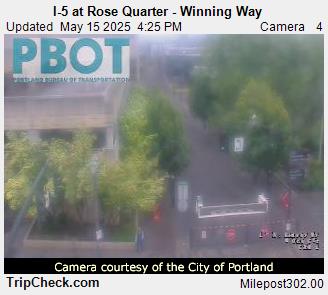 I-5 at Rose Quarter - Winning Way
Updated May 15 2025 4:25 PM Camera 4
PBOT
PORTLAND BUREAU OF TRANSPORTATION
Camera courtesy of the City of Portland
TripCheck.com Milepost302.00